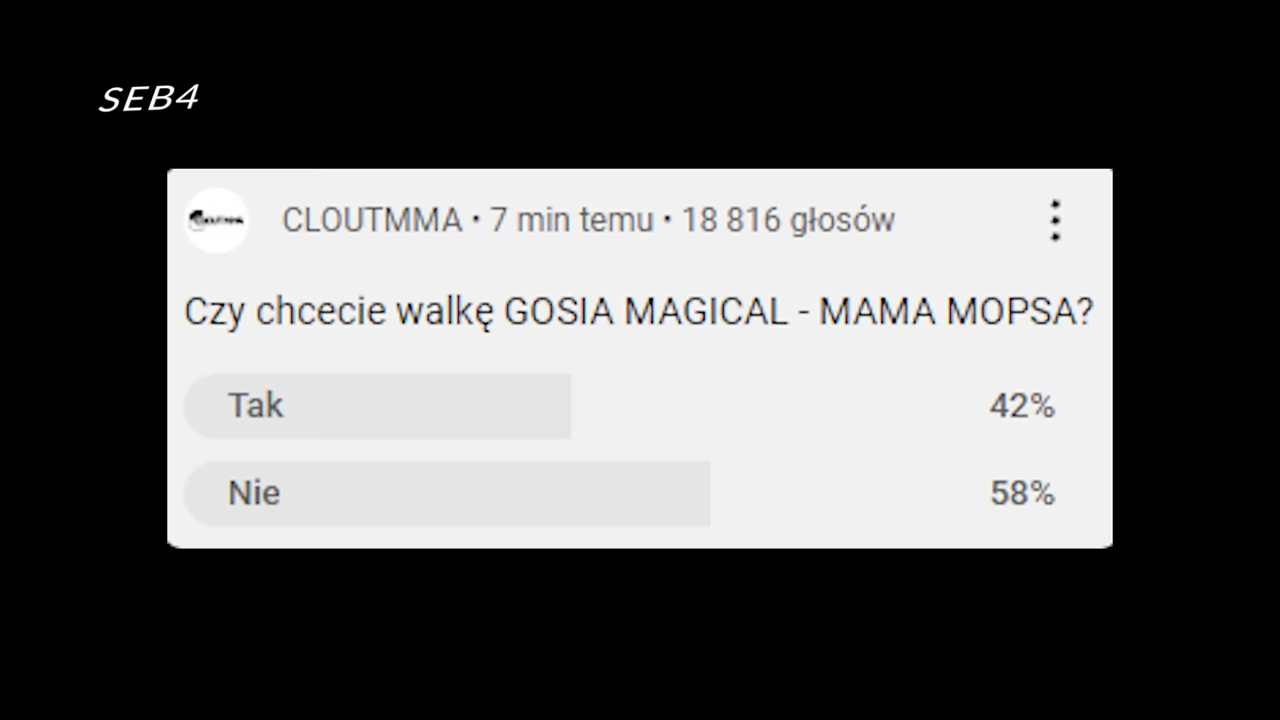 SEB4
CLOUTMMA • 7 min temu • 18 816 głosów
Czy chcecie walkę GOSIA MAGICAL - MAMA MOPSA?
Tak 42%
Nie 58%